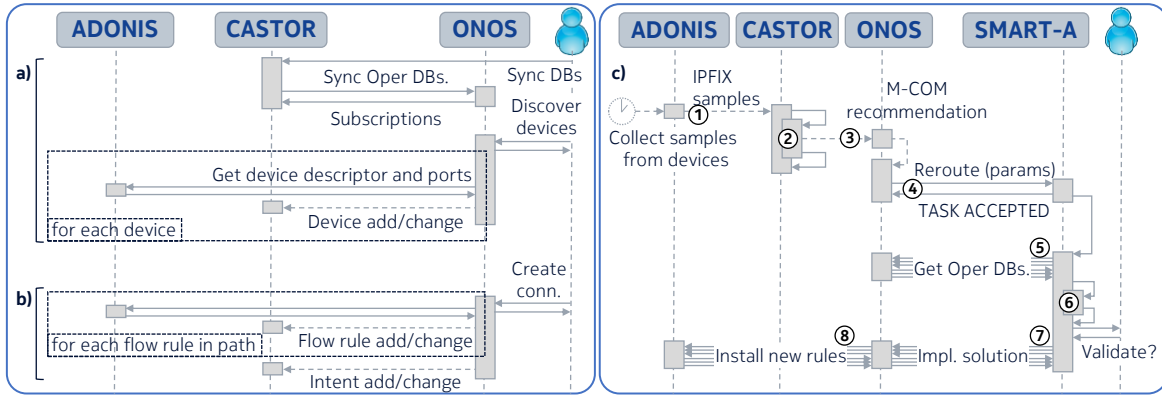 ADONIS
CASTOR
ONOS
a)
Sync Oper DBs.
Sync DBs
Subscriptions
Discover
devices
Get device descriptor and ports
Device add/change
for each device
b)
Create
conn.
for each flow rule in path
Flow rule add/change
Intent add/change
ADONIS
CASTOR
ONOS
SMART-A
c)
IPFIX
samples
M-COM
recommendation
1
2
3
Collect samples
from devices
Reroute (params)
4
TASK ACCEPTED
5
Get Oper DBs.
6
8
7
Install new rules
Impl. solution
Validate?